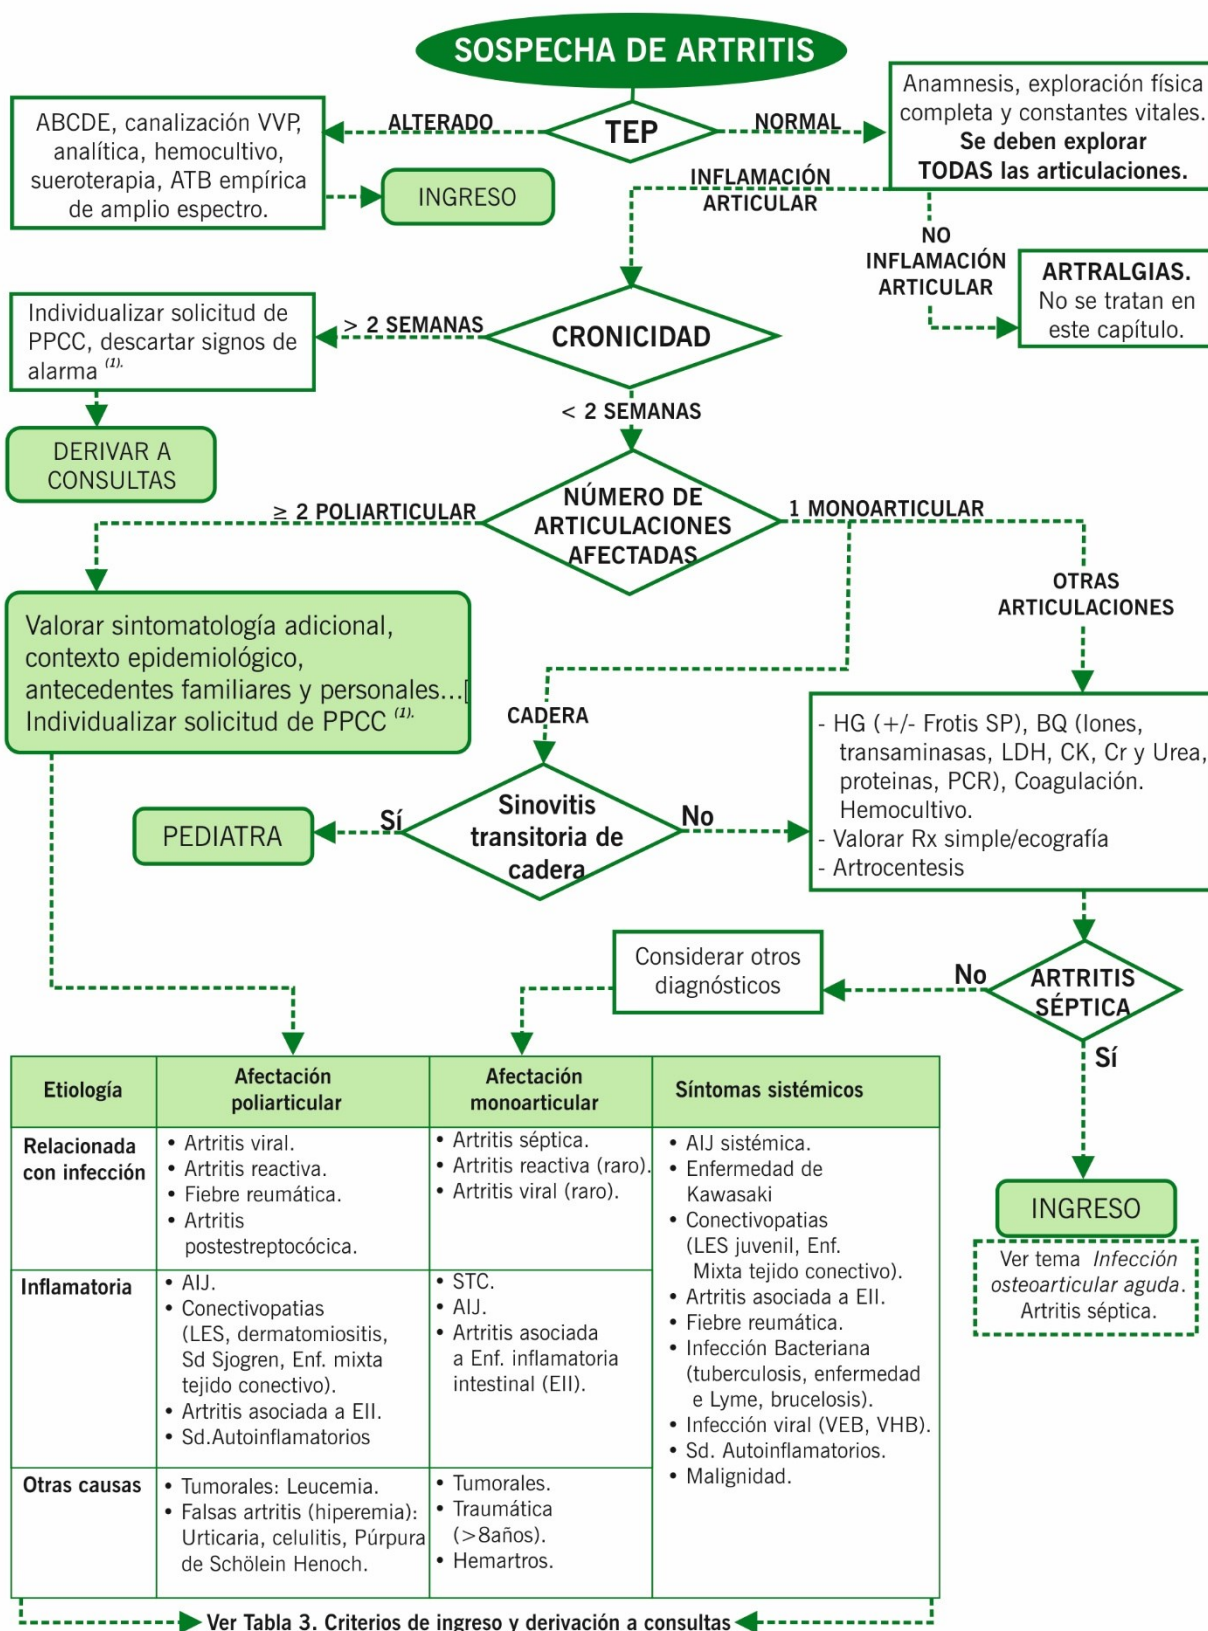 SOSPECHA DE ARTRITIS
TEP
ALTERADO
NORMAL
ABCDE, canalización VVP,
analítica, hemocultivo,
sueroterapia, ATB empírica
de amplio espectro.
INGRESO
Anamnesis, exploración física
completa y constantes vitales.
Se deben explorar
TODAS las articulaciones.
INFLAMACIÓN
ARTICULAR
NO
INFLAMACIÓN
ARTICULAR
ARTRALGIAS.
No se tratan en
este capítulo.
CRONICIDAD
> 2 SEMANAS
Individualizar solicitud de
PPCC, descartar signos de
alarma (1).
DERIVAR A
CONSULTAS
< 2 SEMANAS
NÚMERO DE
ARTICULACIONES
AFECTADAS
≥ 2 POLIARTICULAR
1 MONOARTICULAR
OTRAS
ARTICULACIONES
Valorar sintomatología adicional,
contexto epidemiológico,
antecedentes familiares y personales...[
Individualizar solicitud de PPCC (1).
CADERA
Sinovitis
transitoria de
cadera
Sí
PEDIATRA
No
- HG (+/- Frotis SP), BQ (Iones,
transaminasas, LDH, CK, Cr y Urea,
proteinas, PCR), Coagulación.
Hemocultivo.
- Valorar Rx simple/ecografía
- Artrocentesis
ARTRITIS
SÉPTICA
No
Considerar otros
diagnósticos
Sí
INGRESO
Ver tema Infección
osteoarticular aguda.
Artritis séptica.
Etiología
Afectación
poliarticular
Afectación
monoarticular
Síntomas sistémicos
Relacionada
con infección
• Artritis viral.
• Artritis reactiva.
• Fiebre reumática.
• Artritis
postestreptocócica.
• Artritis séptica.
• Artritis reactiva (raro).
• Artritis viral (raro).
• AIJ sistémica.
• Enfermedad de
Kawasaki
• Conectivopatias
(LES juvenil, Enf.
Mixta tejido conectivo).
• Artritis asociada a EII.
• Fiebre reumática.
• Infección Bacteriana
(tuberculosis, enfermedad
e Lyme, brucelosis).
• Infección viral (VEB, VHB).
• Sd. Autoinflamatorios.
• Malignidad.
Inflamatoria
• AIJ.
• Conectivopatias
(LES, dermatomiositis,
Sd Sjogren, Enf. mixta
tejido conectivo).
• Artritis asociada a EII.
• Sd.Autoinflamatorios
• STC.
• AIJ.
• Artritis asociada
a Enf. inflamatoria
intestinal (EII).
Otras causas
• Tumorales: Leucemia.
• Falsas artritis (hiperemia):
Urticaria, celulitis, Púrpura
de Schölein Henoch.
• Tumorales.
• Traumática
(>8años).
• Hemartros.
Ver Tabla 3. Criterios de ingreso y derivación a consultas